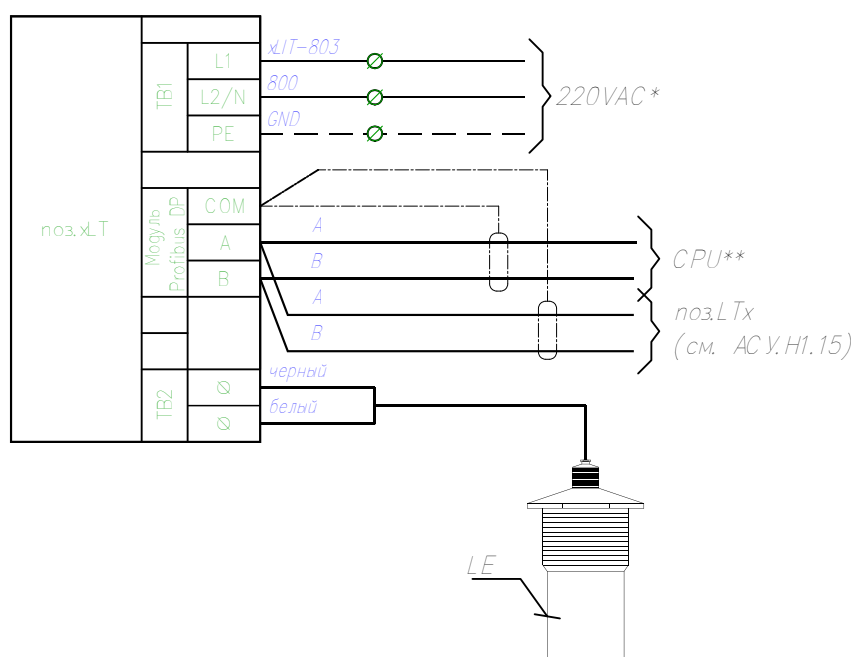 поз.xLT
TB1
L1
L2/N
PE
xLIT-803
800
GND
220VAC*
Модуль
Profibus DP
COM
A
B
A
B
A
B
CPU**
поз.LTx
(см. АСУ.Н1.15)
TB2
Ø
Ø
черный
белый
LE